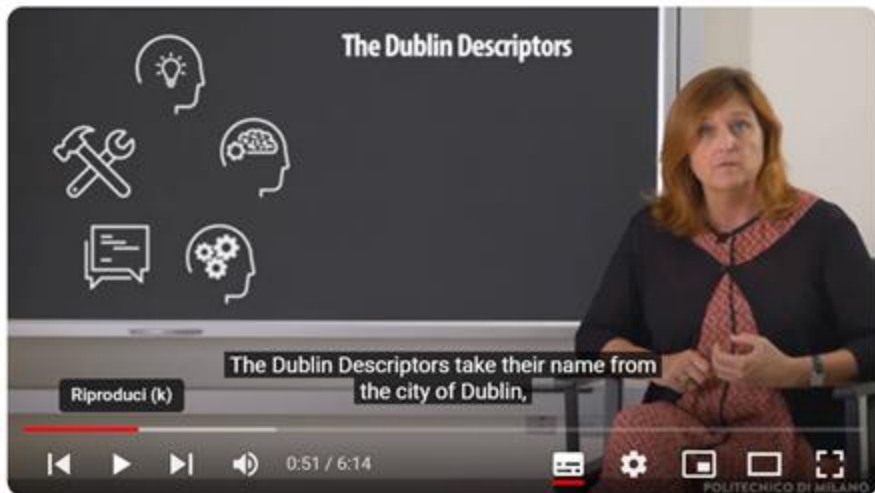 The Dublin Descriptors
The Dublin Descriptors take their name from
the city of Dublin,
Riproduci (k)
0:51 / 6:14
POLITECNICO DI MILANO